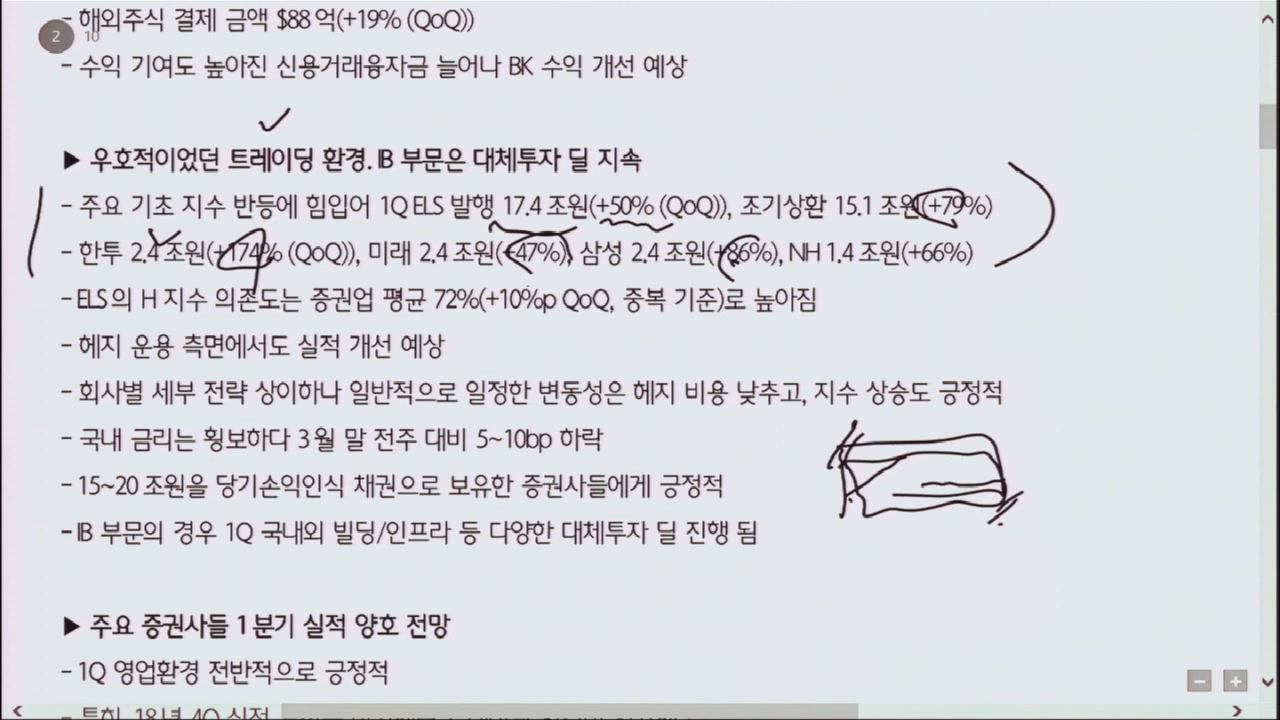 - 해외주식 결제 금액 $88 억(+19% (QoQ))
2 10
- 수익 기여도 높아진 신용거래융자금 늘어나 BK 수익 개선 예상
▶ 우호적이었던 트레이딩 환경. IB 부문은 대체투자 딜 지속
- 주요 기초 지수 반등에 힘입어 1Q ELS 발행 17.4 조원(+50% (QoQ)), 조기상환 15.1 조원(+79%)
- 한투 2.4 조원(+174% (QoQ)), 미래 2.4 조원(+47%), 삼성 2.4 조원(+86%), NH 1.4 조원(+66%)
- ELS의 H 지수 의존도는 증권업 평균 72%(+10%p QoQ, 중복 기준)로 높아짐
- 헤지 운용 측면에서도 실적 개선 예상
- 회사별 세부 전략 상이하나 일반적으로 일정한 변동성은 헤지 비용 낮추고, 지수 상승도 긍정적
- 국내 금리는 횡보하다 3월 말 전주 대비 5~10bp 하락
- 15~20 조원을 당기손익인식 채권으로 보유한 증권사들에게 긍정적
- IB 부문의 경우 1Q 국내외 빌딩/인프라 등 다양한 대체투자 딜 진행 됨
▶ 주요 증권사들 1분기 실적 양호 전망
- 1Q 영업환경 전반적으로 긍정적
- 특히 18년 4Q 실적